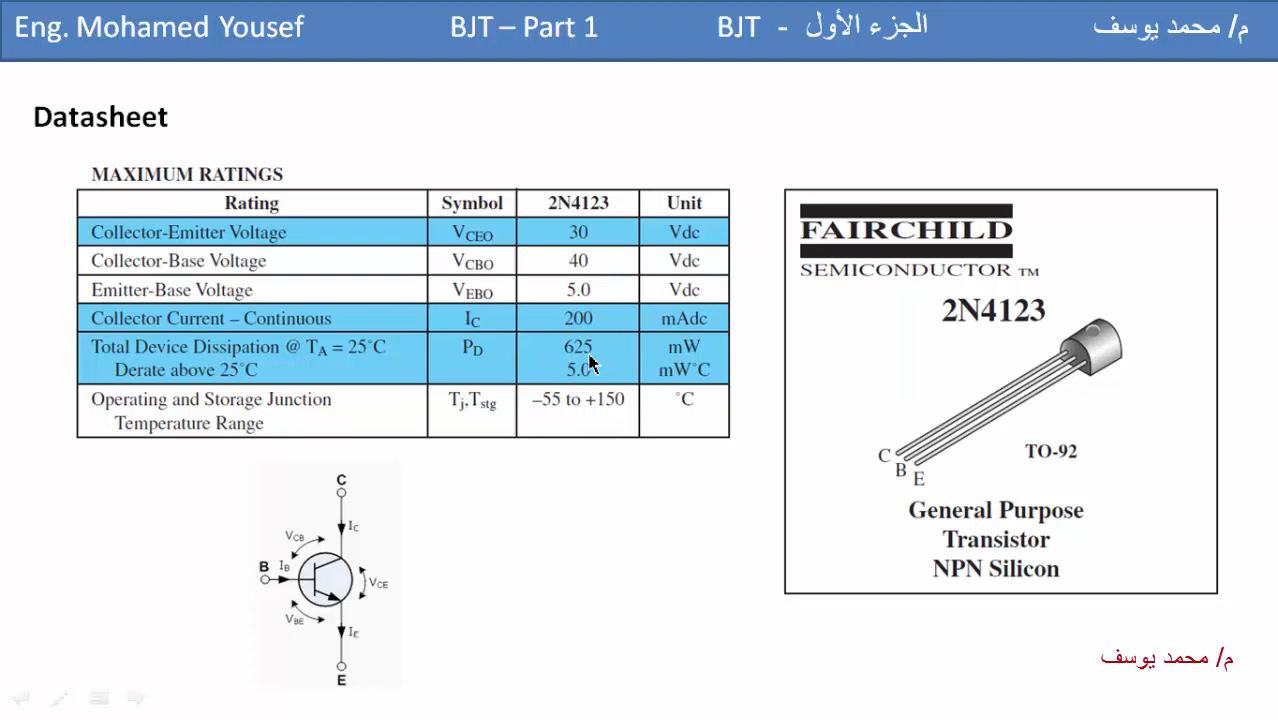 Eng. Mohamed Yousef BJT – Part 1 BJT - الجزء الأول م/ محمد يوسف
Datasheet
MAXIMUM RATINGS
Rating Symbol 2N4123 Unit
Collector-Emitter Voltage VCEO 30 Vdc
Collector-Base Voltage VCBO 40 Vdc
Emitter-Base Voltage VEBO 5.0 Vdc
Collector Current – Continuous IC 200 mAdc
Total Device Dissipation @ TA = 25˚C PD 625 mW
Derate above 25˚C 5.0 mW˚C
Operating and Storage Junction Tj,Tstg –55 to +150 ˚C
Temperature Range
C
IC
VCB
B IB
VCE
VBE
IE
E
FAIRCHILD
SEMICONDUCTOR TM
2N4123
C
B
E
TO-92
General Purpose
Transistor
NPN Silicon
م/ محمد يوسف